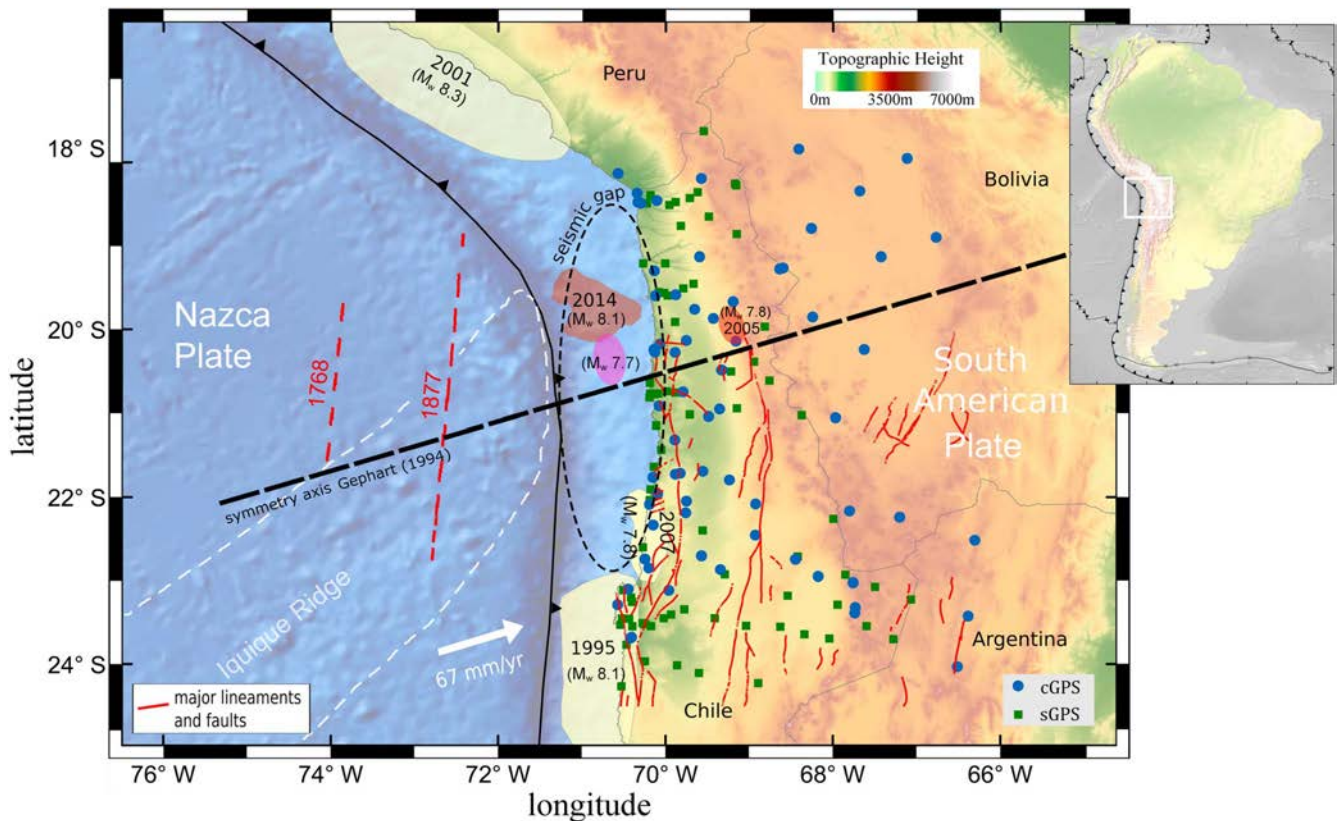 2001
(Mw 8.3)
Peru
Topographic Height
0m 3500m 7000m
18° S
Bolivia
seismic gap
2014
(Mw 8.1)
(Mw 7.8)
2005
Nazca
Plate
20° S
(Mw 7.7)
South
American
Plate
1768
1877
latitude
symmetry axis Gephart (1994)
22° S
(Mw 7.8)
2007
Iquique Ridge
67 mm/yr
1995
(Mw 8.1)
Argentina
24° S
major lineaments
and faults
Chile
cGPS
sGPS
76° W 74° W 72° W 70° W 68° W 66° W
longitude